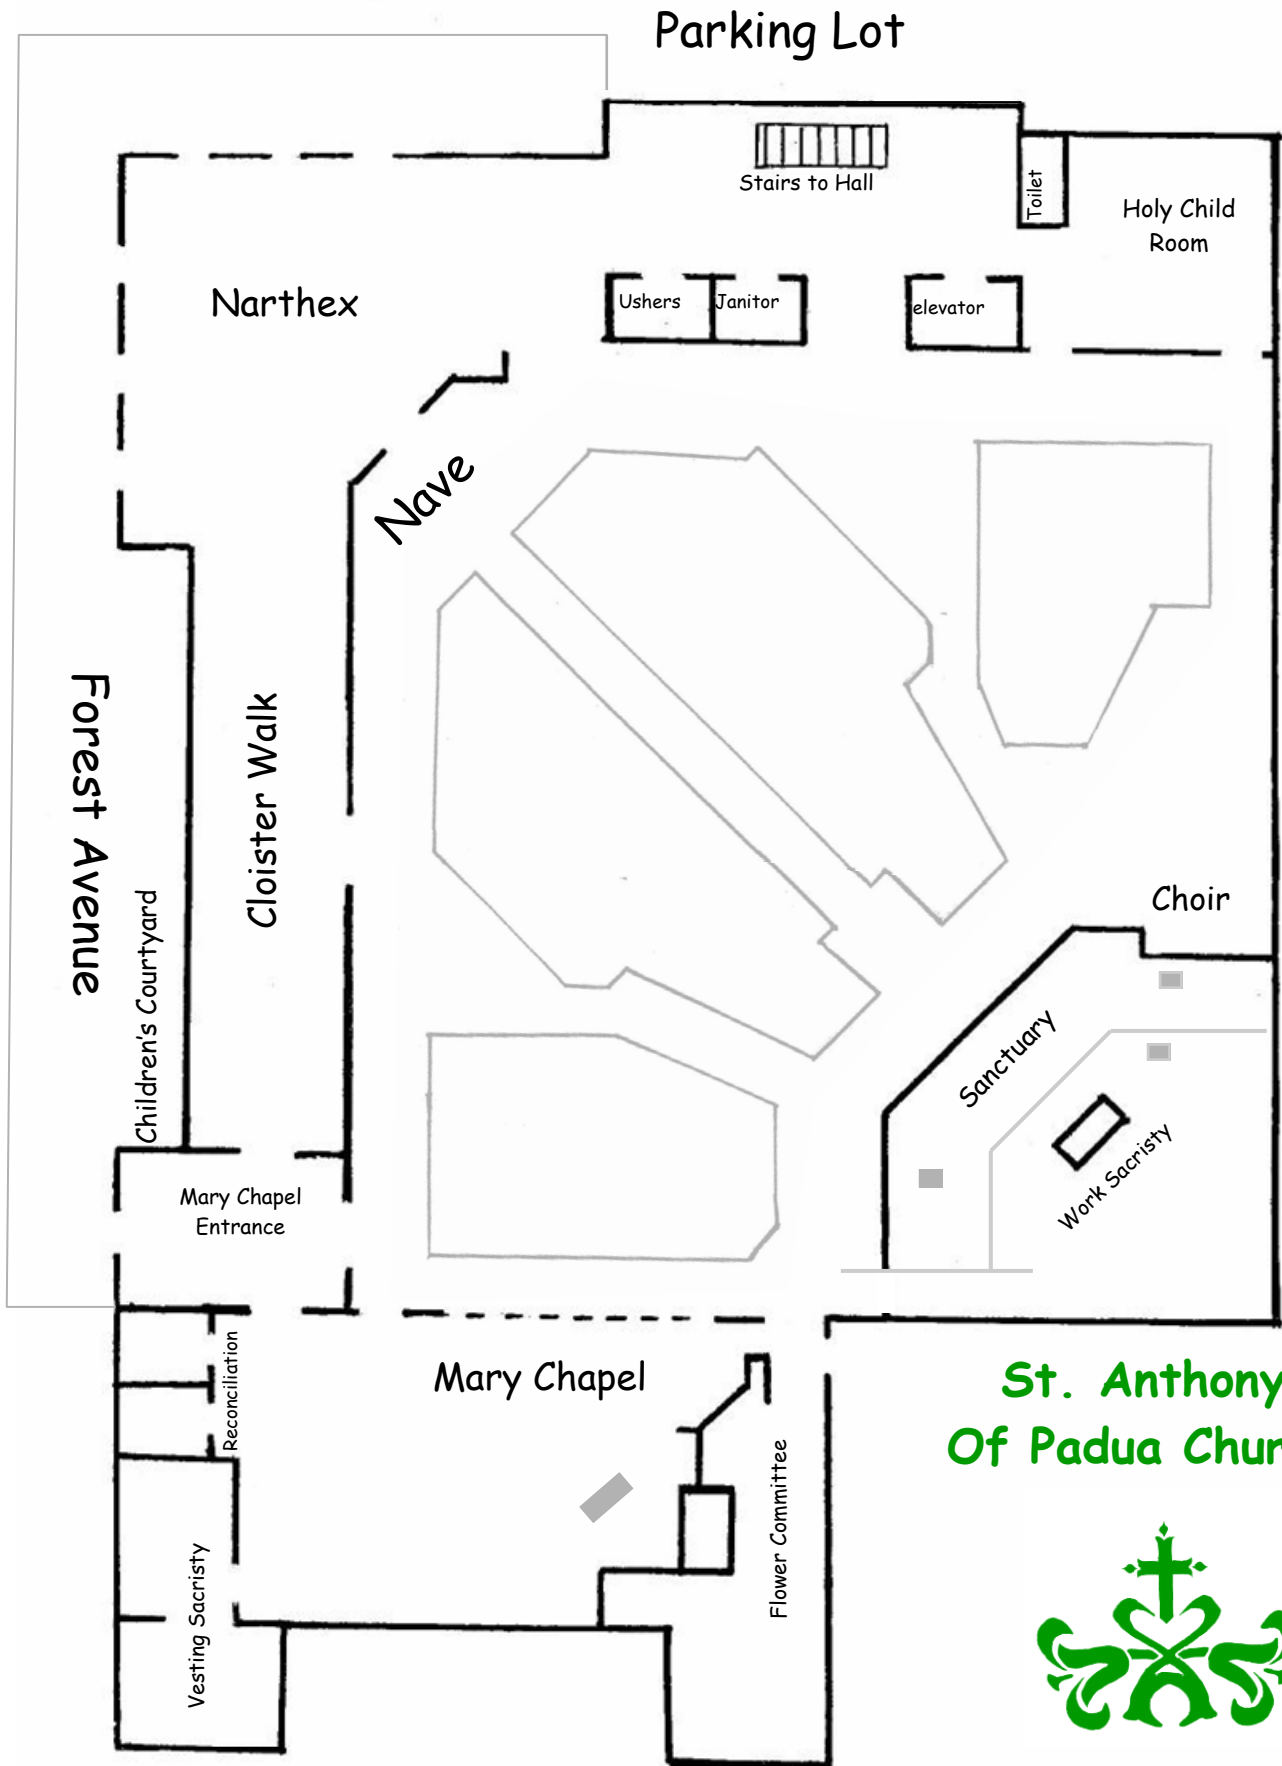 Parking Lot
Stairs to Hall
Toilet
Holy Child
Room
Narthex
Ushers
Janitor
elevator
Nave
Forest Avenue
Cloister Walk
Children's Courtyard
Choir
Sanctuary
Work Sacristy
Mary Chapel
Entrance
Reconciliation
Mary Chapel
Flower Committee
Vesting Sacristy
St. Anthony
Of Padua Chur